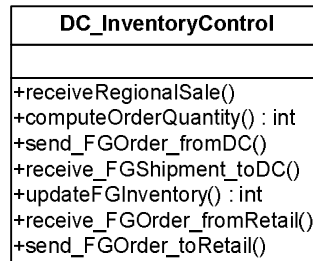 DC_InventoryControl
+receiveRegionalSale()
+computeOrderQuantity() : int
+send_FGOrder_fromDC()
+receive_FGShipment_toDC()
+updateFGInventory() : int
+receive_FGOrder_fromRetail()
+send_FGOrder_toRetail()